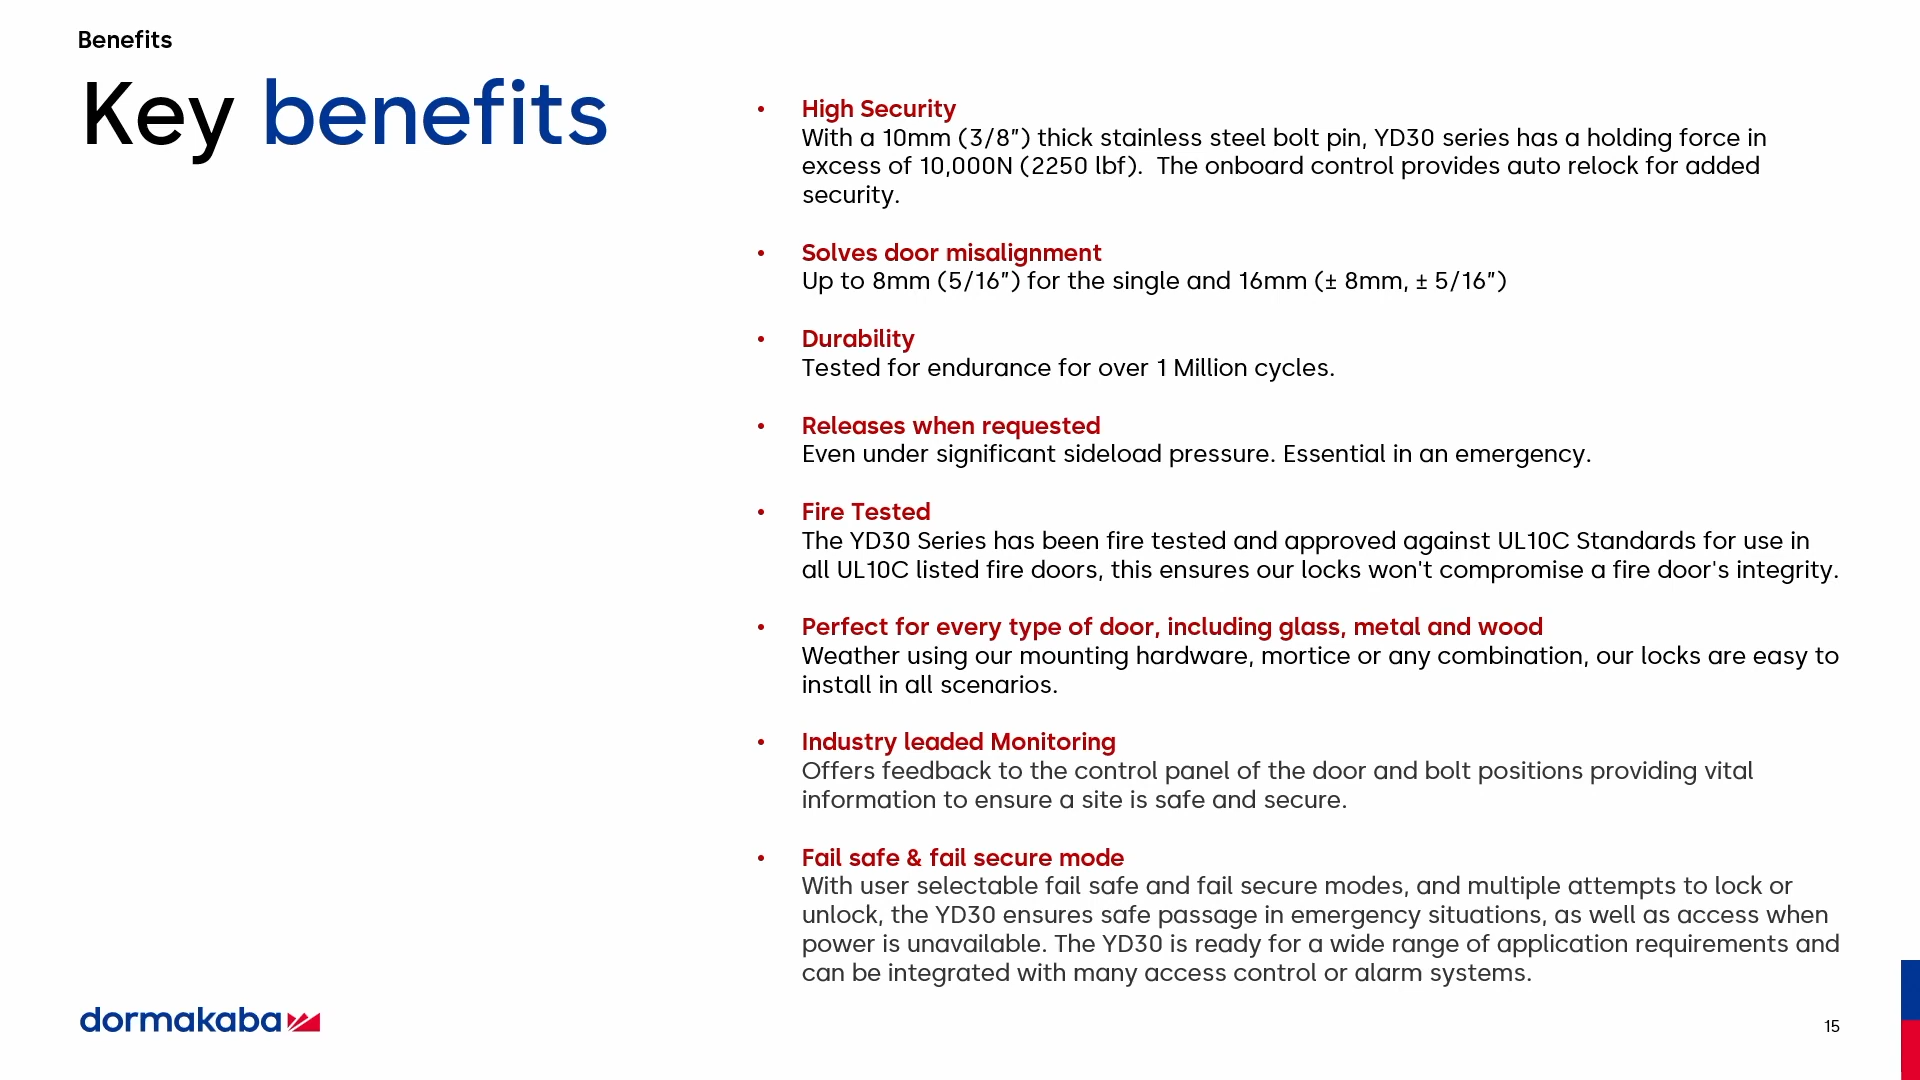 Benefits
Key benefits
• High Security
With a 10mm (3/8”) thick stainless steel bolt pin, YD30 series has a holding force in
excess of 10,000N (2250 lbf).  The onboard control provides auto relock for added
security.
• Solves door misalignment
Up to 8mm (5/16”) for the single and 16mm (± 8mm, ± 5/16”)
• Durability
Tested for endurance for over 1 Million cycles.
• Releases when requested
Even under significant sideload pressure. Essential in an emergency.
• Fire Tested
The YD30 Series has been fire tested and approved against UL10C Standards for use in
all UL10C listed fire doors, this ensures our locks won't compromise a fire door's integrity.
• Perfect for every type of door, including glass, metal and wood
Weather using our mounting hardware, mortice or any combination, our locks are easy to
install in all scenarios.
• Industry leaded Monitoring
Offers feedback to the control panel of the door and bolt positions providing vital
information to ensure a site is safe and secure.
• Fail safe & fail secure mode
With user selectable fail safe and fail secure modes, and multiple attempts to lock or
unlock, the YD30 ensures safe passage in emergency situations, as well as access when
power is unavailable. The YD30 is ready for a wide range of application requirements and
can be integrated with many access control or alarm systems.
dormakaba
15